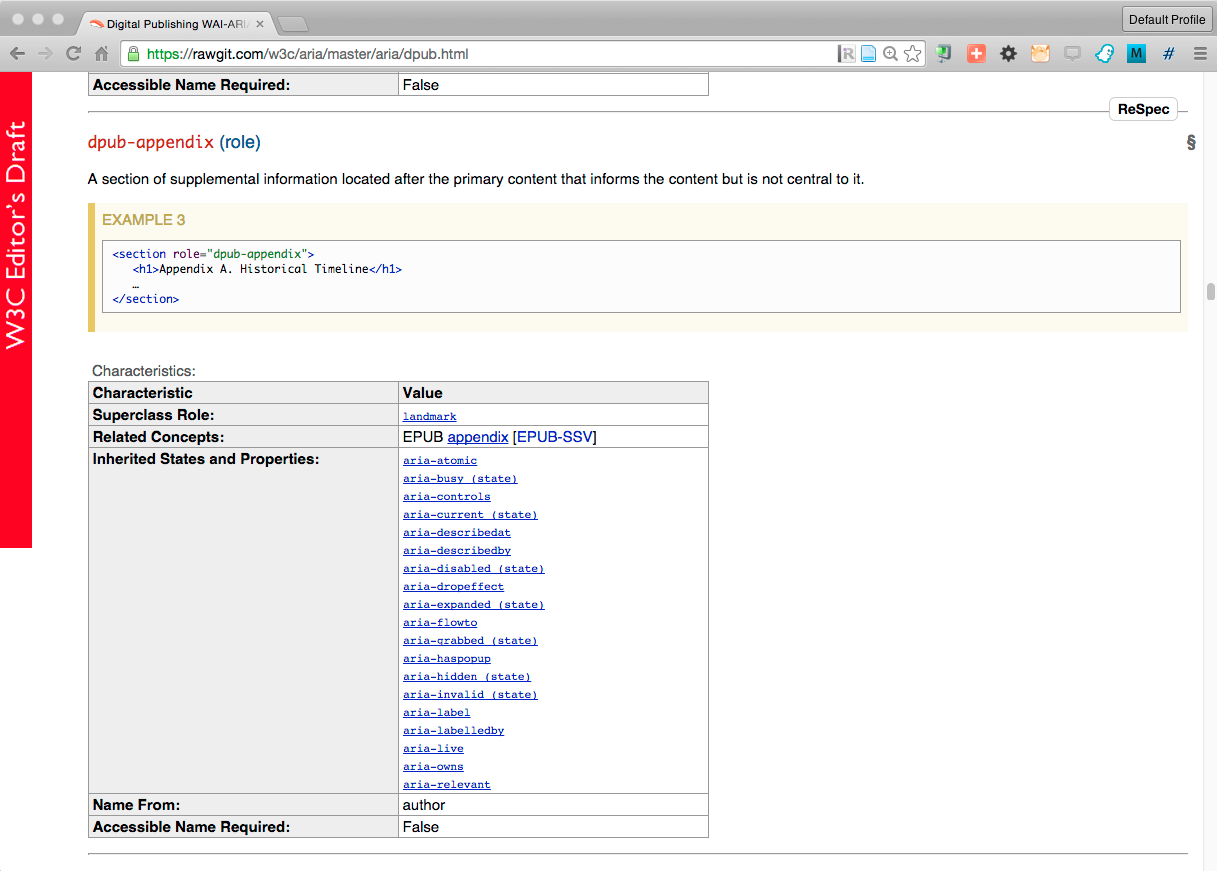 Digital Publishing WAI-ARI
Default Profile
https://rawgit.com/w3c/aria/master/aria/dpub.html
Accessible Name Required: False
ReSpec
dpub-appendix (role) §
W3C Editor's Draft
A section of supplemental information located after the primary content that informs the content but is not central to it.
EXAMPLE 3
<section role="dpub-appendix">
<h1>Appendix A. Historical Timeline</h1>
…
</section>
Characteristics:
Characteristic Value
Superclass Role: landmark
Related Concepts: EPUB appendix [EPUB-SSV]
Inherited States and Properties: aria-atomic
aria-busy (state)
aria-controls
aria-current (state)
aria-describedat
aria-describedby
aria-disabled (state)
aria-dropeffect
aria-expanded (state)
aria-flowto
aria-grabbed (state)
aria-haspopup
aria-hidden (state)
aria-invalid (state)
aria-label
aria-labelledby
aria-live
aria-owns
aria-relevant
Name From: author
Accessible Name Required: False